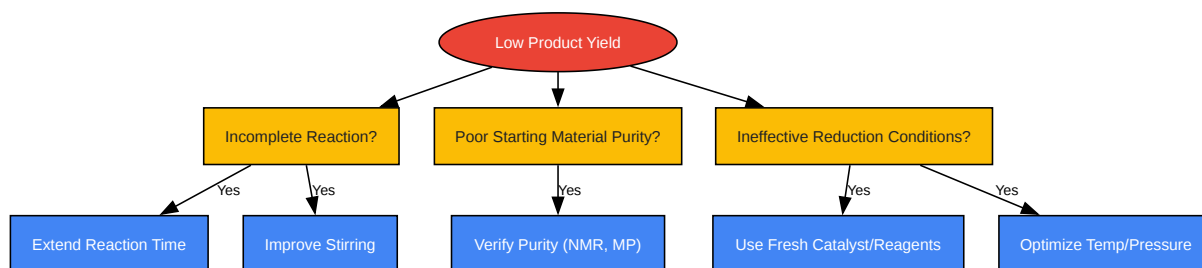 Low Product Yield
Incomplete Reaction?
Poor Starting Material Purity?
Ineffective Reduction Conditions?
Yes
Yes
Yes
Yes
Yes
Extend Reaction Time
Improve Stirring
Verify Purity (NMR, MP)
Use Fresh Catalyst/Reagents
Optimize Temp/Pressure